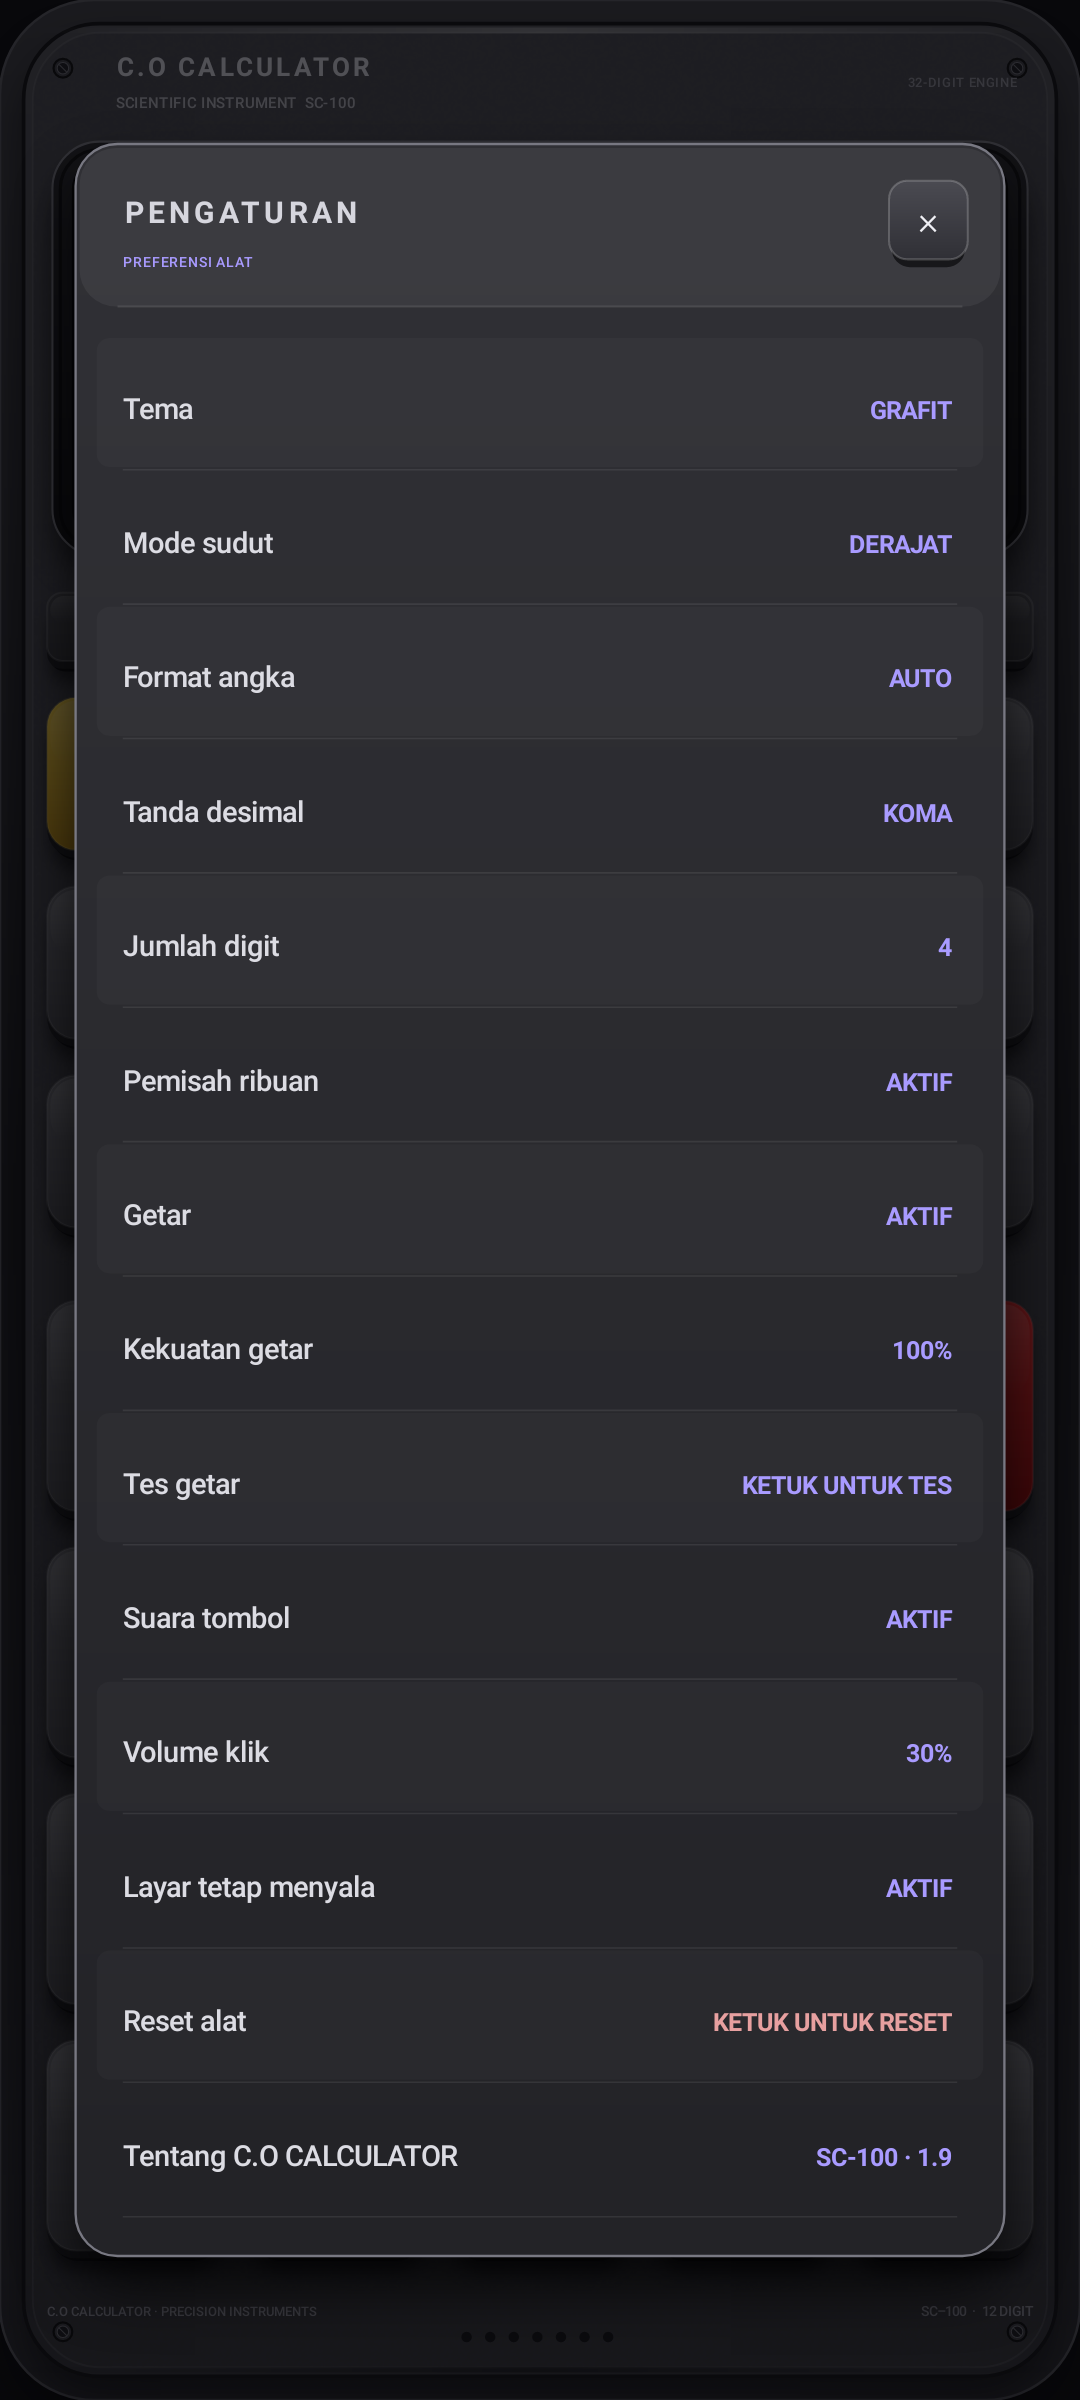 C.O CALCULATOR
SCIENTIFIC INSTRUMENT SC-100
32-DIGIT ENGINE
PENGATURAN
PREFERENSI ALAT
×
Tema GRAFIT
Mode sudut DERAJAT
Format angka AUTO
Tanda desimal KOMA
Jumlah digit 4
Pemisah ribuan AKTIF
Getar AKTIF
Kekuatan getar 100%
Tes getar KETUK UNTUK TES
Suara tombol AKTIF
Volume klik 30%
Layar tetap menyala AKTIF
Reset alat KETUK UNTUK RESET
Tentang C.O CALCULATOR SC-100 · 1.9
C.O CALCULATOR · PRECISION INSTRUMENTS SC-100 · 12 DIGIT